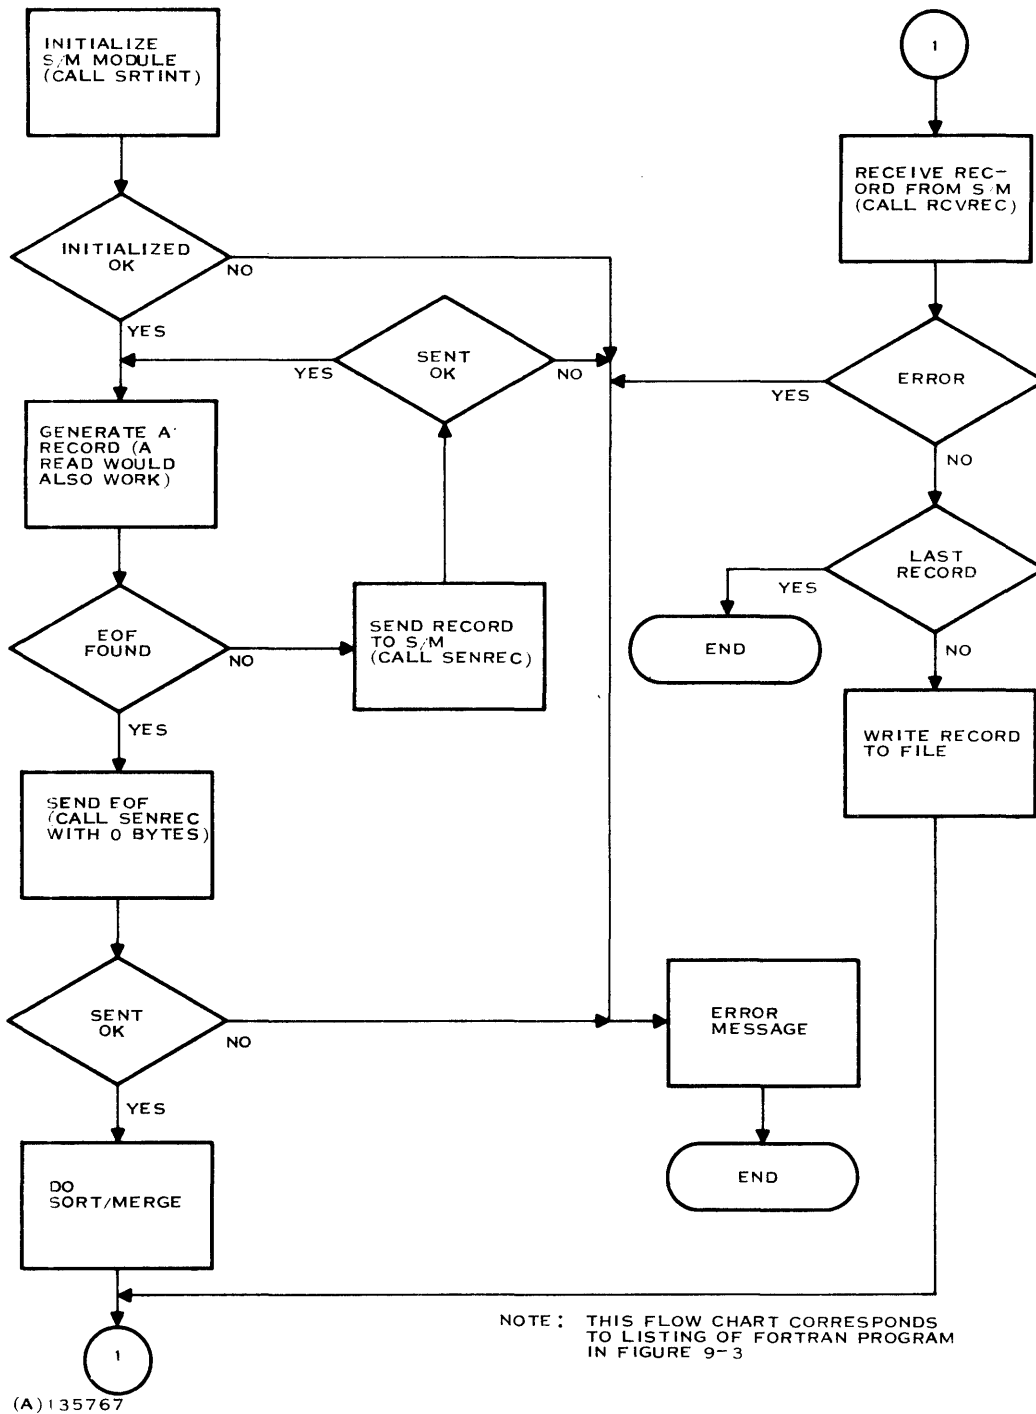 INITIALIZE
S/M MODULE
(CALL SRTINT)
INITIALIZED
OK
NO
YES
SENT
OK
YES
NO
GENERATE A
RECORD (A
READ WOULD
ALSO WORK)
EOF
FOUND
NO
YES
SEND RECORD
TO S/M
(CALL SENREC)
SEND EOF
(CALL SENREC
WITH 0 BYTES)
SENT
OK
NO
YES
DO
SORT/MERGE
1
ERROR
MESSAGE
END
1
RECEIVE REC-
ORD FROM S/M
(CALL RCVREC)
ERROR
YES
NO
LAST
RECORD
YES
NO
END
WRITE RECORD
TO FILE
NOTE: THIS FLOW CHART CORRESPONDS
TO LISTING OF FORTRAN PROGRAM
IN FIGURE 9-3
(A)135767